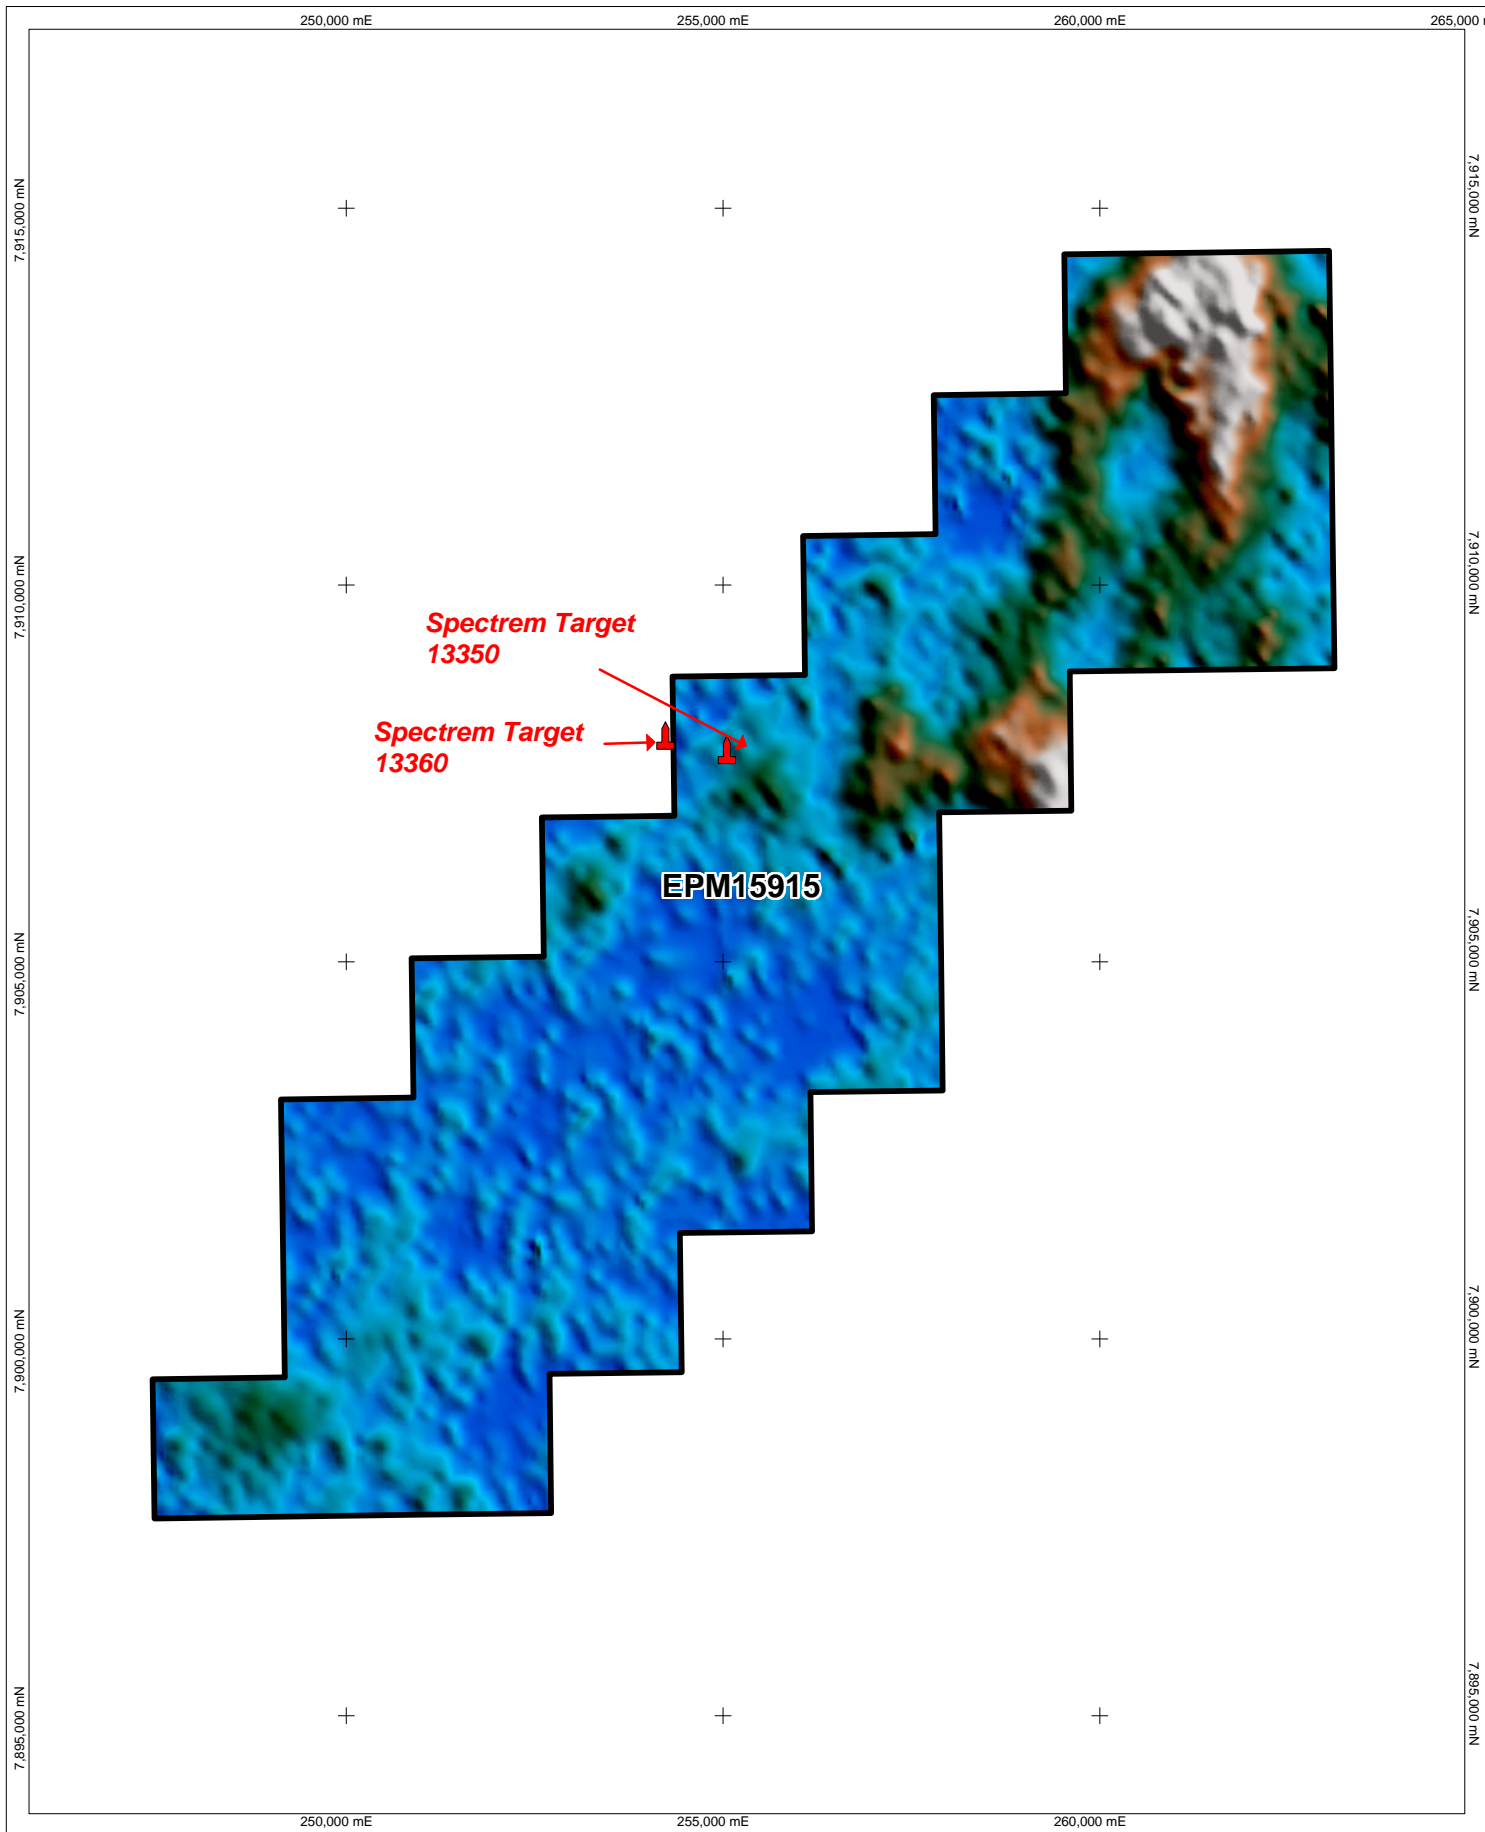 250,000 mE
255,000 mE
260,000 mE
265,000 m
7,915,000 mN
7,915,000 mN
7,910,000 mN
7,910,000 mN
Spectrem Target
13350
Spectrem Target
13360
EPM15915
7,905,000 mN
7,905,000 mN
7,900,000 mN
7,900,000 mN
7,895,000 mN
7,895,000 mN
250,000 mE
255,000 mE
260,000 mE